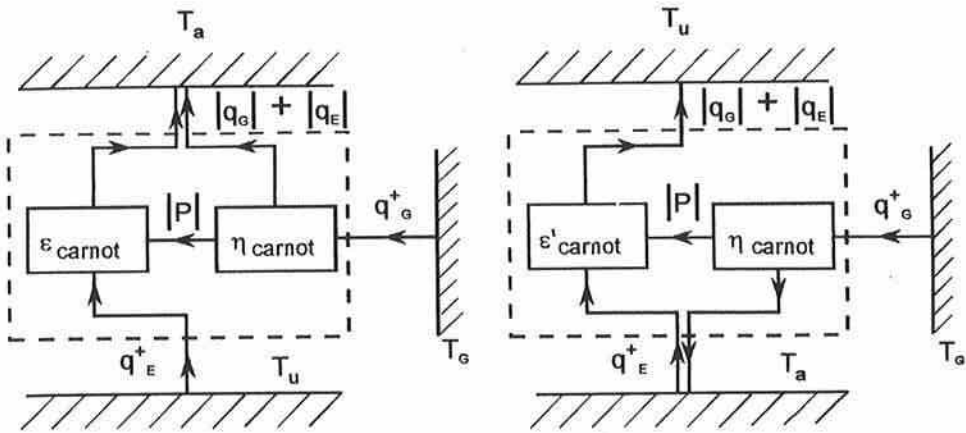 T_a
|q_G| + |q_E|
|P|
q^+_G
ε carnot
η carnot
q^+_E
T_u
T_G
T_u
|q_G| + |q_E|
|P|
q^+_G
ε' carnot
η carnot
q^+_E
T_a
T_G